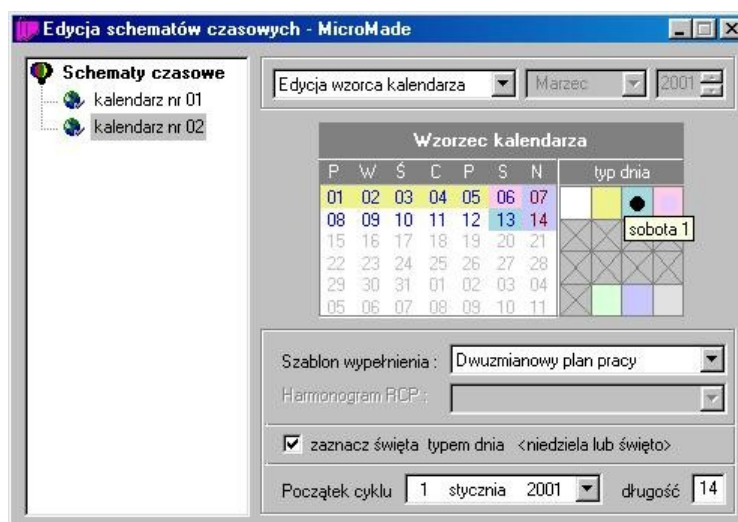 Edycja schematów czasowych - MicroMade
Schematy czasowe
kalendarz nr 01
kalendarz nr 02
Edycja wzorca kalendarza Marzec 2001
Wzorzec kalendarza
P W Ś C P S N typ dnia
01 02 03 04 05 06 07
08 09 10 11 12 13 14
sobota 1
15 16 17 18 19 20 21
22 23 24 25 26 27 28
29 30 31 01 02 03 04
05 06 07 08 09 10 11
Szablon wypełnienia : Dwuzmianowy plan pracy
Harmonogram RCP :
zaznacz święta typem dnia <niedziela lub święto>
Początek cyklu 1 stycznia 2001 długość 14